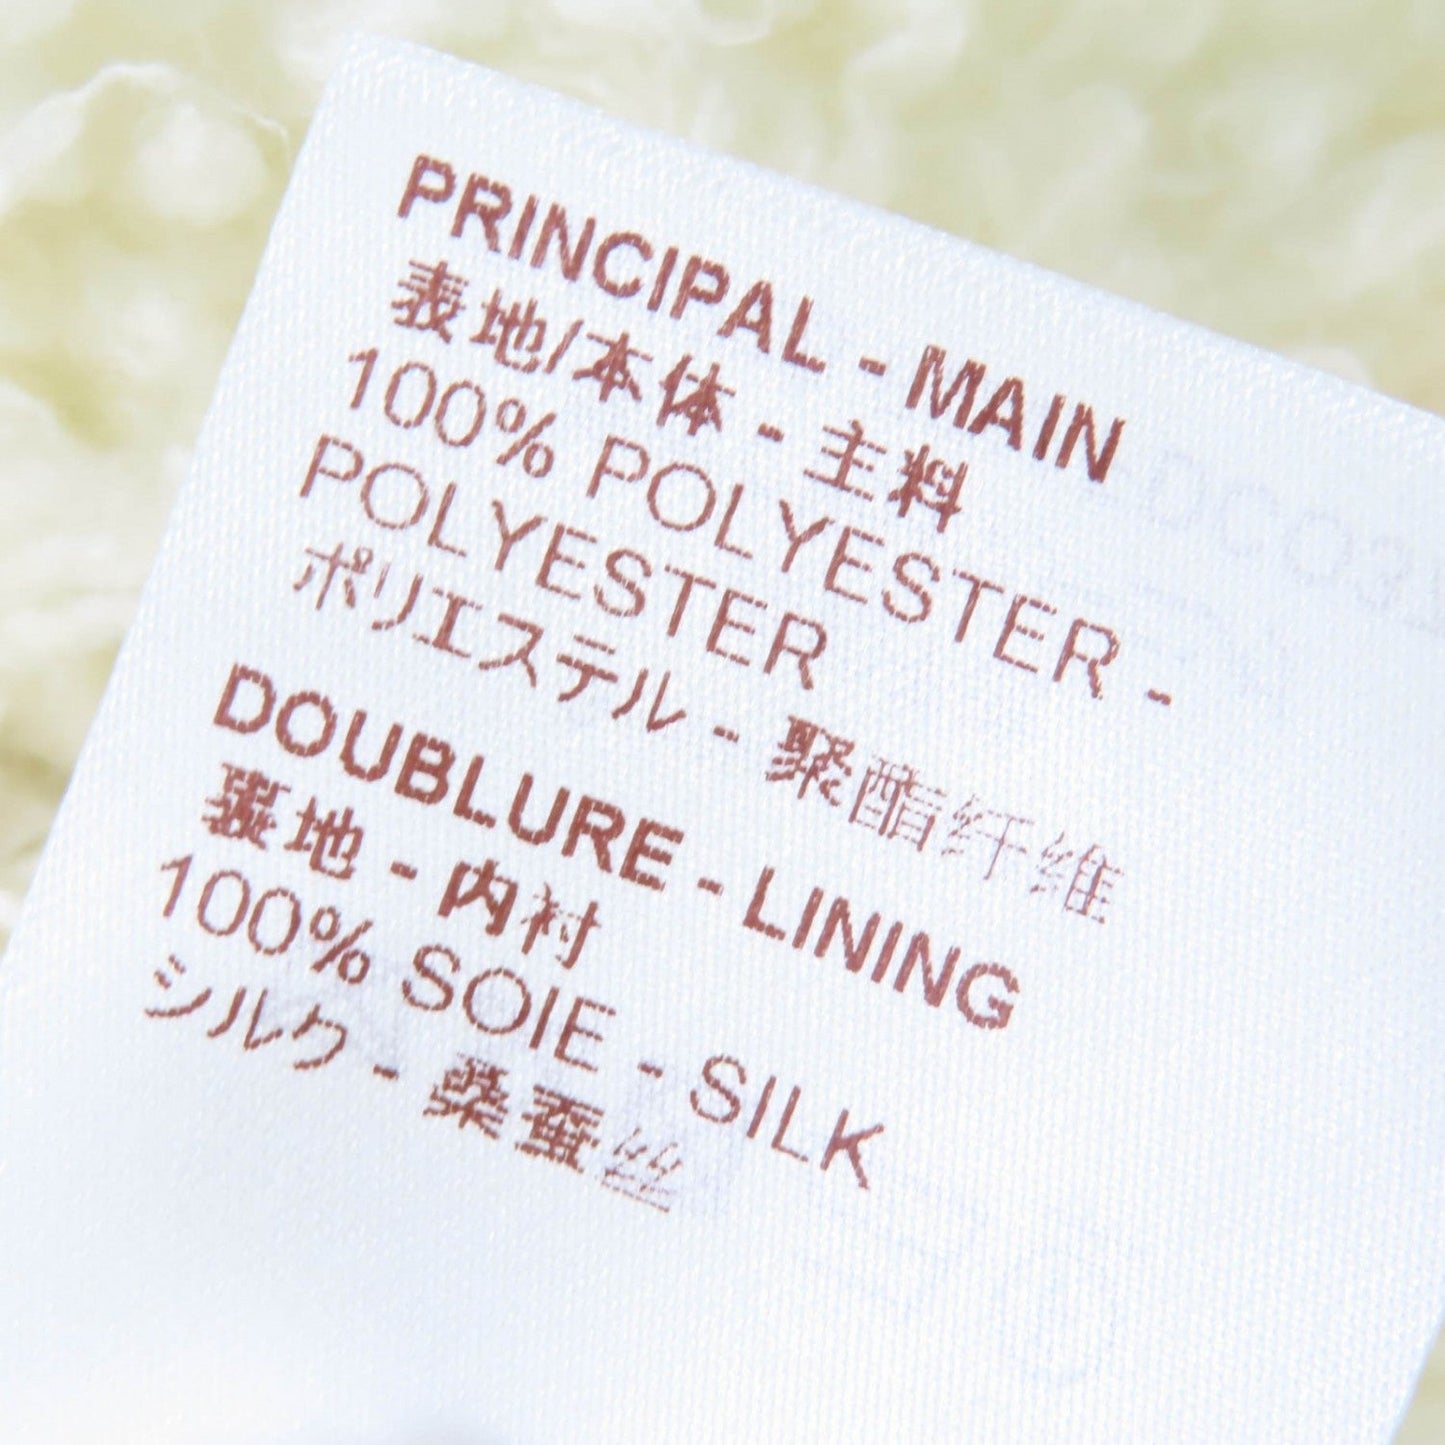 PRINCIPAL - MAIN
表地/本体 - 主料
100% POLYESTER -
POLYESTER
ポリエステル - 聚酯纤维
DOUBLURE - LINING
裏地 - 内衬
100% SOIE - SILK
シルク - 桑蚕丝